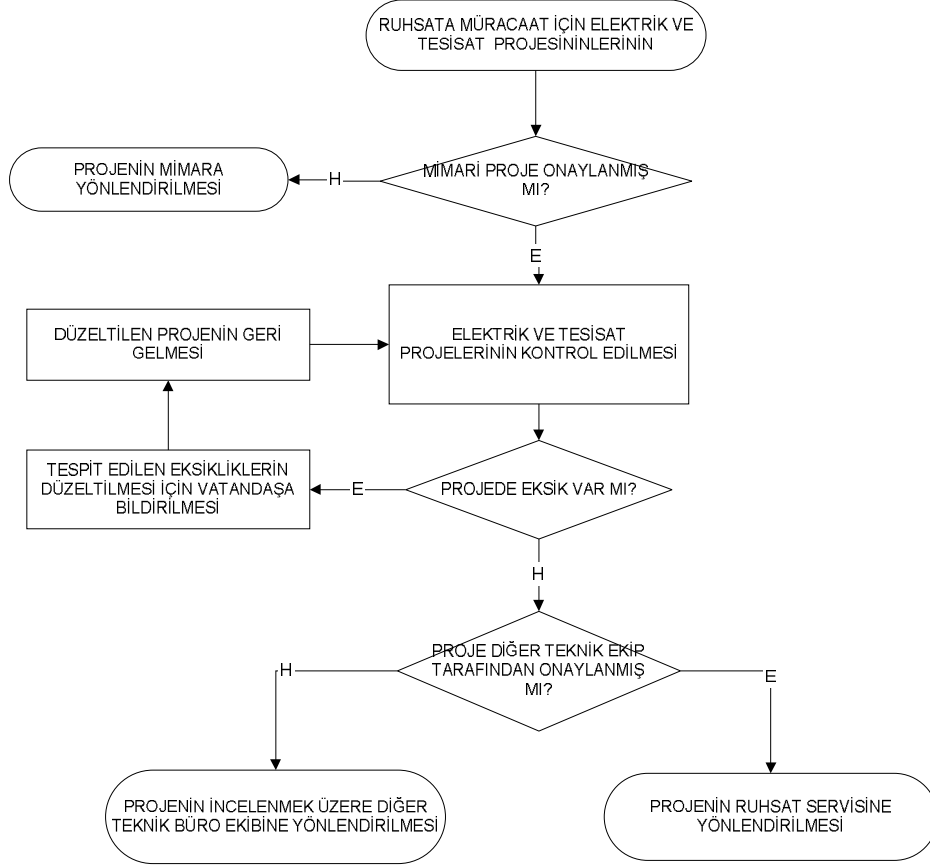 RUHSATA MÜRACAAT İÇİN ELEKTRİK VE
TESİSAT PROJESİNİNLERİNİN
MİMARİ PROJE ONAYLANMIŞ
MI?
H
PROJENİN MİMARA
YÖNLENDİRİLMESİ
E
ELEKTRİK VE TESİSAT
PROJELERİNİN KONTROL EDİLMESİ
DÜZELTİLEN PROJENİN GERİ
GELMESİ
PROJEDE EKSİK VAR MI?
E
TESPİT EDİLEN EKSİKLİKLERİN
DÜZELTİLMESİ İÇİN VATANDAŞA
BİLDİRİLMESİ
H
PROJE DİĞER TEKNİK EKİP
TARAFINDAN ONAYLANMIŞ
MI?
H
E
PROJENİN İNCELENMEK ÜZERE DİĞER
TEKNİK BÜRO EKİBİNE YÖNLENDİRİLMESİ
PROJENİN RUHSAT SERVİSİNE
YÖNLENDİRİLMESİ